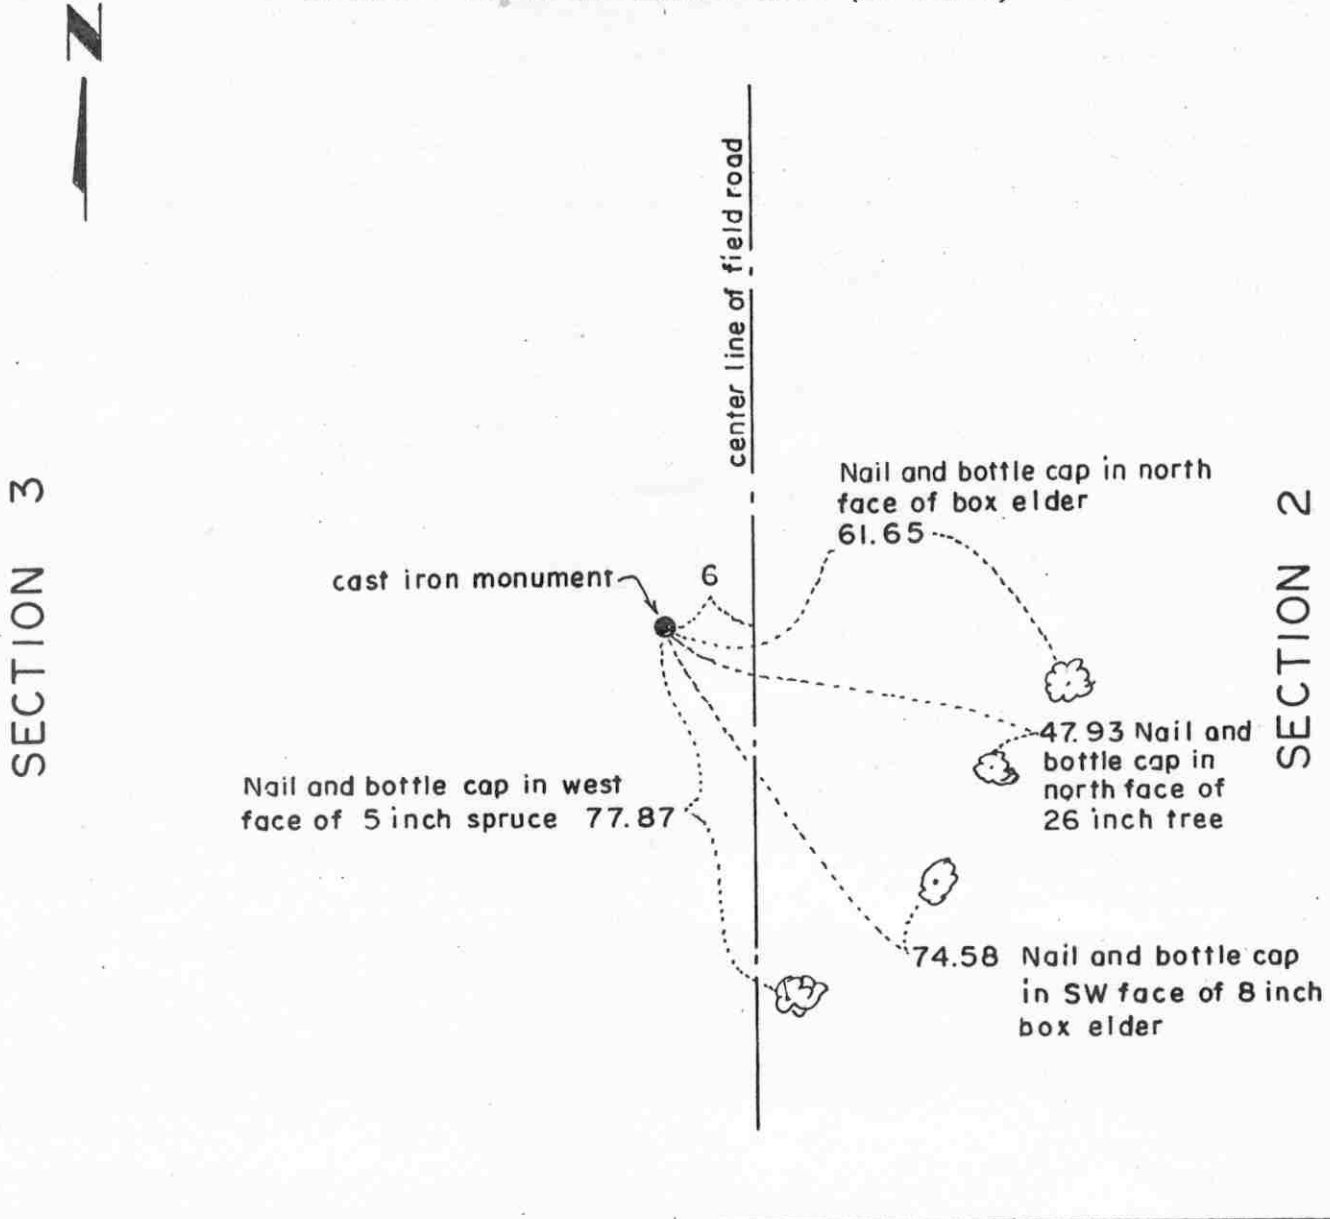 N
center line of field road
SECTION 3
SECTION 2
Nail and bottle cap in north
face of box elder
61.65
cast iron monument
6
47.93 Nail and
bottle cap in
north face of
26 inch tree
Nail and bottle cap in west
face of 5 inch spruce 77.87
74.58 Nail and bottle cap
in SW face of 8 inch
box elder